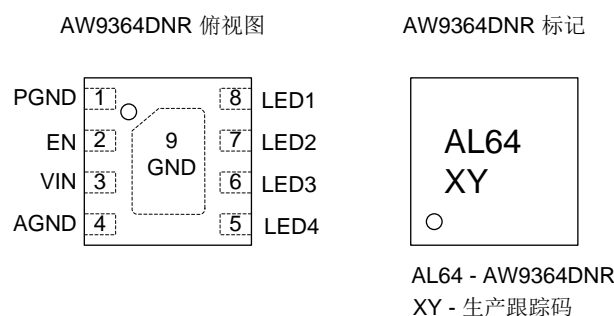 AW9364DNR 俯视图
PGND 1
EN 2
VIN 3
AGND 4
9
GND
8 LED1
7 LED2
6 LED3
5 LED4
AW9364DNR 标记
AL64
XY
AL64 - AW9364DNR
XY - 生产跟踪码